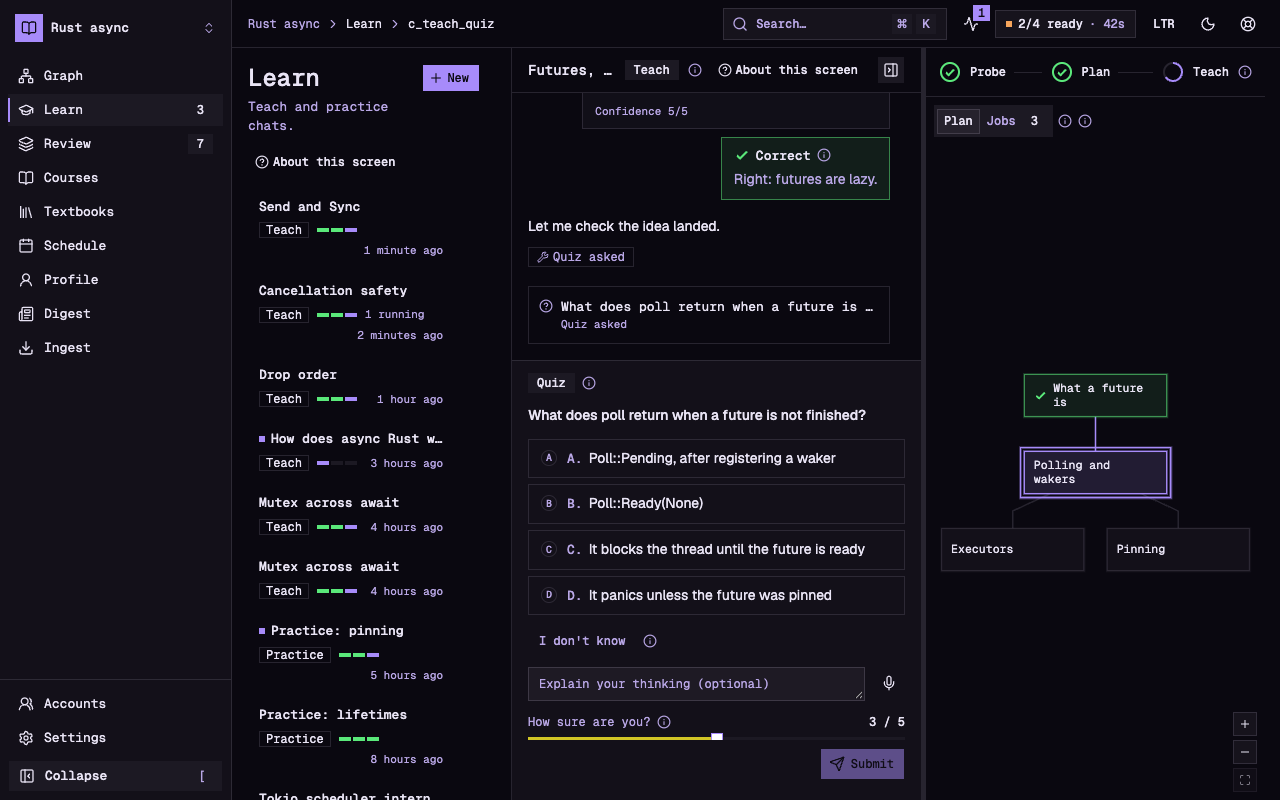 Rust async
Graph
Learn 3
Review 7
Courses
Textbooks
Schedule
Profile
Digest
Ingest
Accounts
Settings
Collapse [
Rust async > Learn > c_teach_quiz
Search… ⌘ K
1
2/4 ready · 42s
LTR
Learn
+ New
Teach and practice
chats.
About this screen
Send and Sync
Teach
1 minute ago
Cancellation safety
Teach 1 running
2 minutes ago
Drop order
Teach 1 hour ago
How does async Rust w…
Teach 3 hours ago
Mutex across await
Teach 4 hours ago
Mutex across await
Teach 4 hours ago
Practice: pinning
Practice
5 hours ago
Practice: lifetimes
Practice
8 hours ago
Tokio scheduler intern…
Futures, … Teach About this screen
Confidence 5/5
Correct
Right: futures are lazy.
Let me check the idea landed.
Quiz asked
What does poll return when a future is …
Quiz asked
Quiz
What does poll return when a future is not finished?
A A. Poll::Pending, after registering a waker
B B. Poll::Ready(None)
C C. It blocks the thread until the future is ready
D D. It panics unless the future was pinned
I don't know
Explain your thinking (optional)
How sure are you? 3 / 5
Submit
Probe Plan Teach
Plan Jobs 3
What a future
is
Polling and
wakers
Executors
Pinning